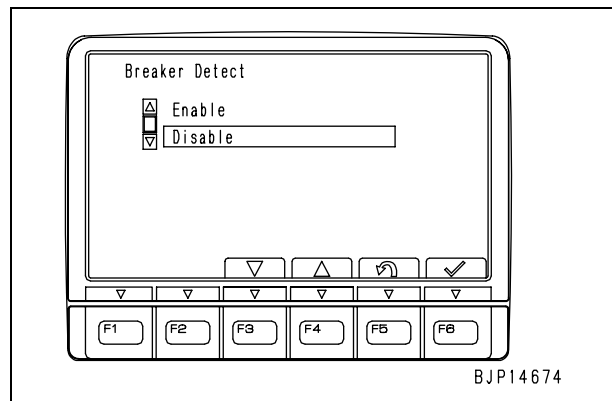 Breaker Detect
Enable
Disable
F1 F2 F3 F4 F5 F6
BJP14674